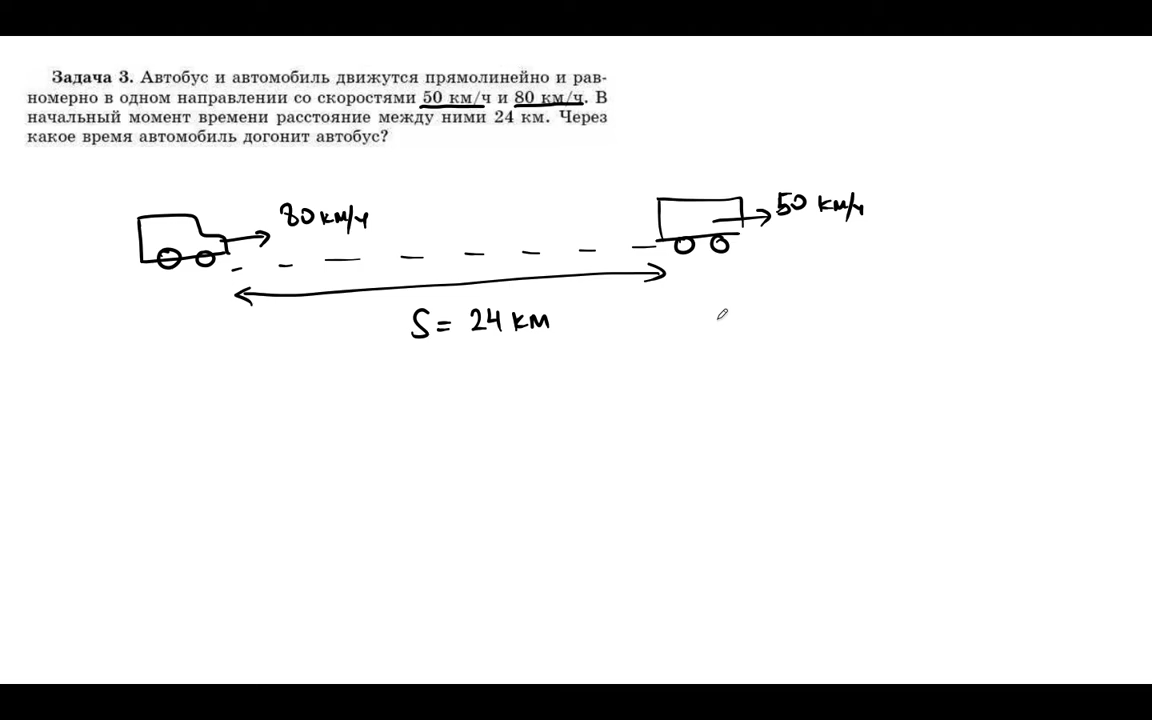 Задача 3. Автобус и автомобиль движутся прямолинейно и рав-
номерно в одном направлении со скоростями 50 км/ч и 80 км/ч. В
начальный момент времени расстояние между ними 24 км. Через
какое время автомобиль догонит автобус?
80 км/ч
50 км/ч
S = 24 км